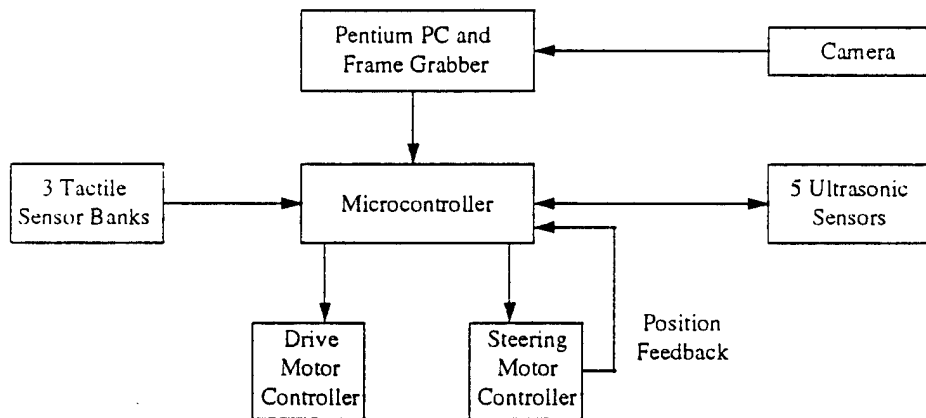 Pentium PC and
Frame Grabber
Camera
3 Tactile
Sensor Banks
Microcontroller
5 Ultrasonic
Sensors
Drive
Motor
Controller
Steering
Motor
Controller
Position
Feedback